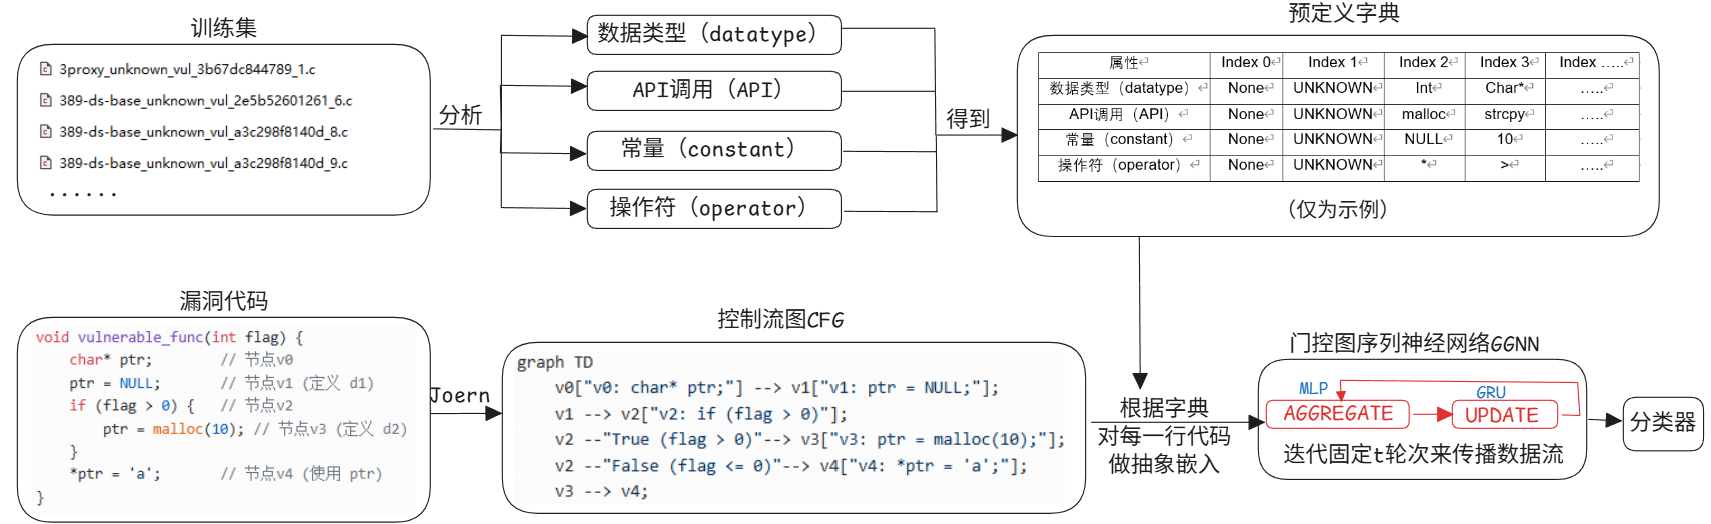 训练集
3proxy_unknown_vul_3b67dc844789_1.c
389-ds-base_unknown_vul_2e5b52601261_6.c
389-ds-base_unknown_vul_a3c298f8140d_8.c
389-ds-base_unknown_vul_a3c298f8140d_9.c
......
分析
数据类型（datatype）
API调用（API）
常量（constant）
操作符（operator）
得到
预定义字典
属性 Index 0 Index 1 Index 2 Index 3 Index …..
数据类型（datatype） None UNKNOWN Int Char* …..
API调用（API） None UNKNOWN malloc strcpy …..
常量（constant） None UNKNOWN NULL 10 …..
操作符（operator） None UNKNOWN * > …..
（仅为示例）
漏洞代码
void vulnerable_func(int flag) {
char* ptr; // 节点v0
ptr = NULL; // 节点v1 (定义 d1)
if (flag > 0) { // 节点v2
ptr = malloc(10); // 节点v3 (定义 d2)
}
*ptr = 'a'; // 节点v4 (使用 ptr)
}
Joern
控制流图CFG
graph TD
v0["v0: char* ptr;"] --> v1["v1: ptr = NULL;"];
v1 --> v2["v2: if (flag > 0)"];
v2 --"True (flag > 0)"--> v3["v3: ptr = malloc(10);"];
v2 --"False (flag <= 0)"--> v4["v4: *ptr = 'a';"];
v3 --> v4;
根据字典
对每一行代码
做抽象嵌入
门控图序列神经网络GGNN
MLP
GRU
AGGREGATE
UPDATE
迭代固定t轮次来传播数据流
分类器